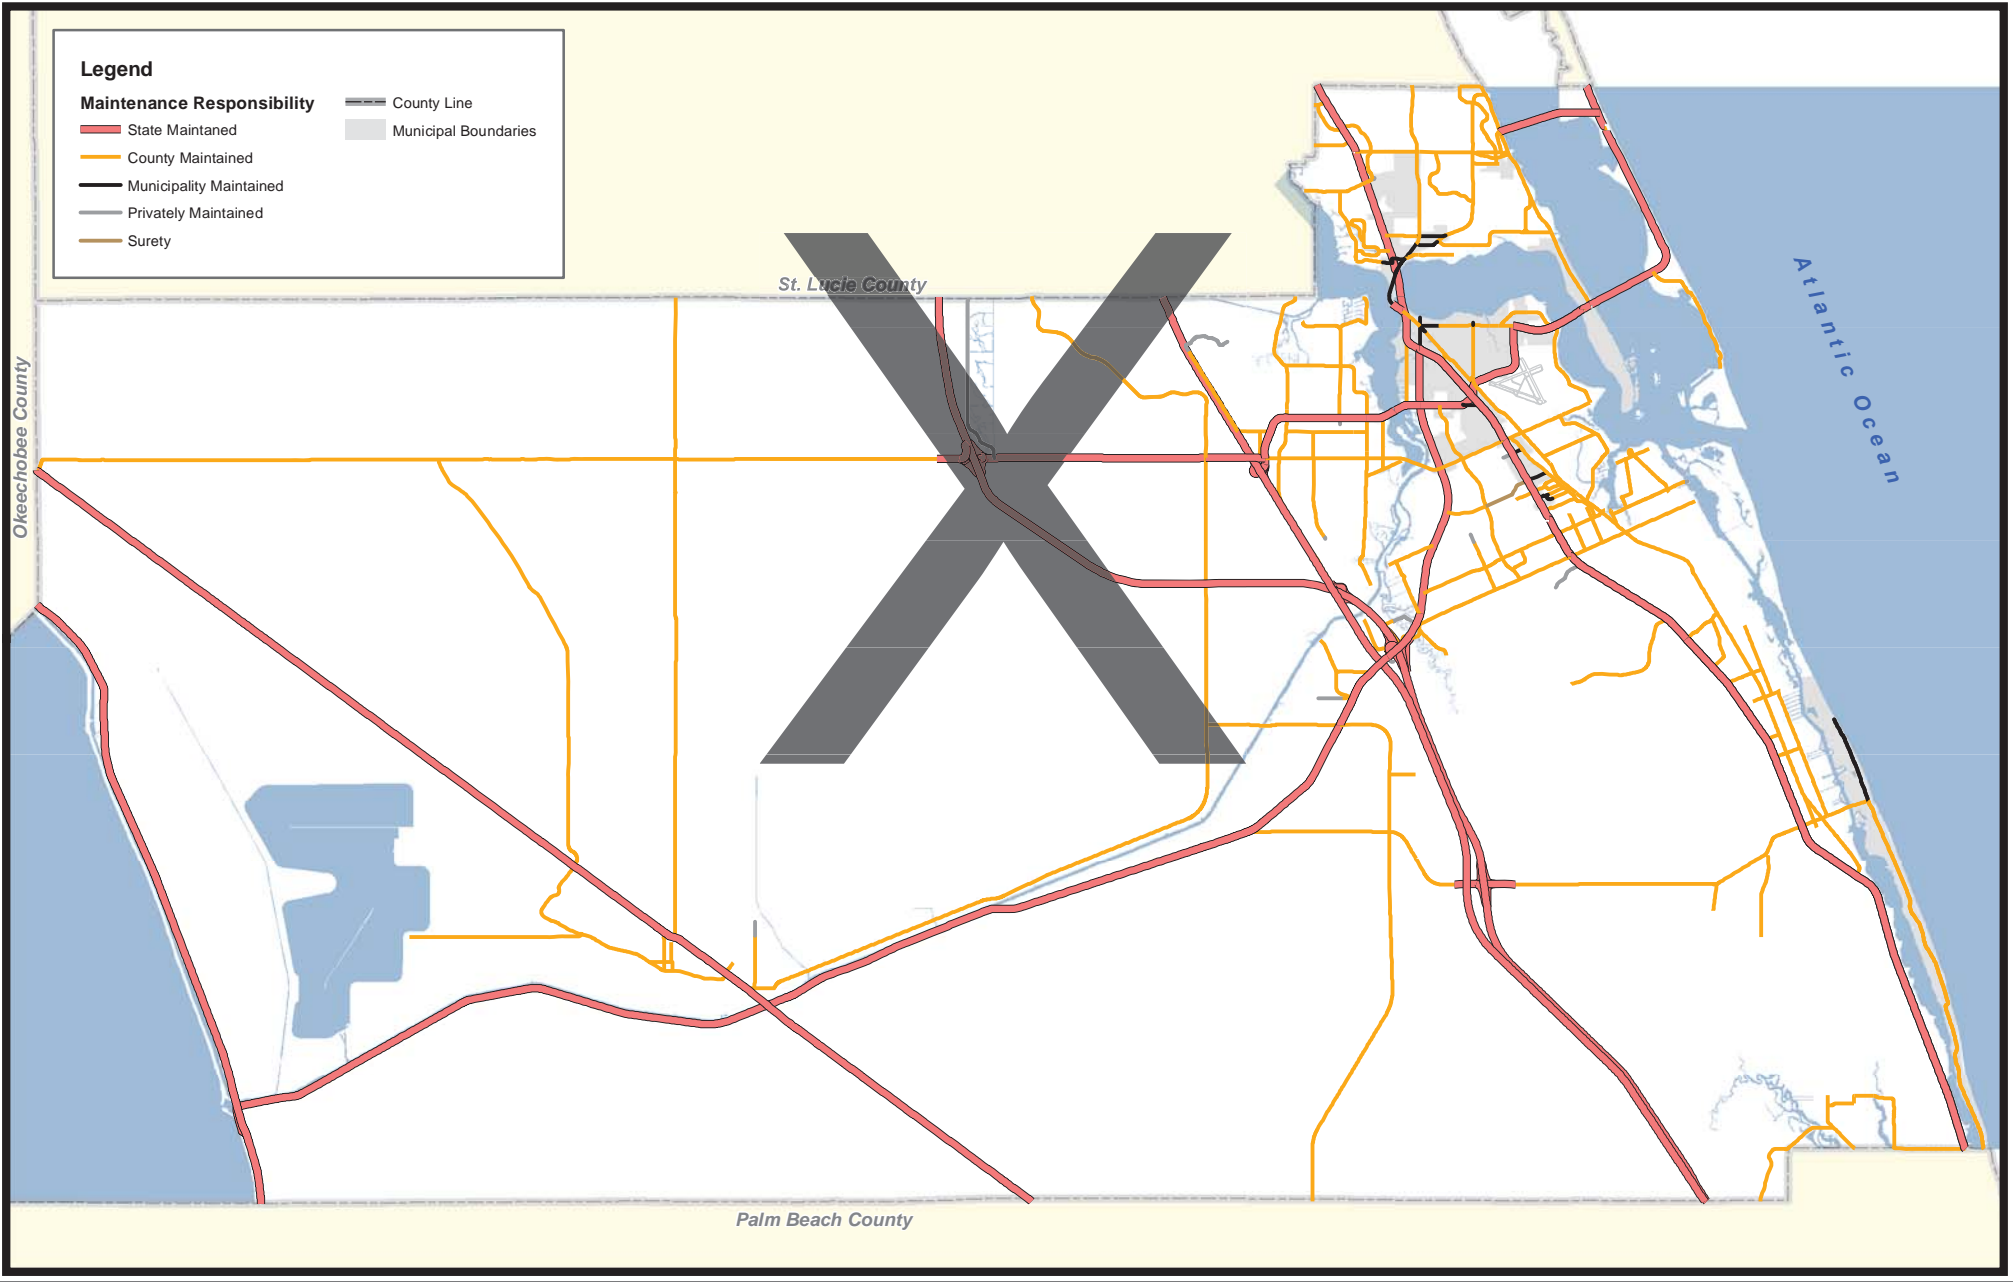 Legend
Maintenance Responsibility
State Maintaned
County Maintained
Municipality Maintained
Privately Maintained
Surety
County Line
Municipal Boundaries
St. Lucie County
Okeechobee County
Atlantic Ocean
X
Palm Beach County